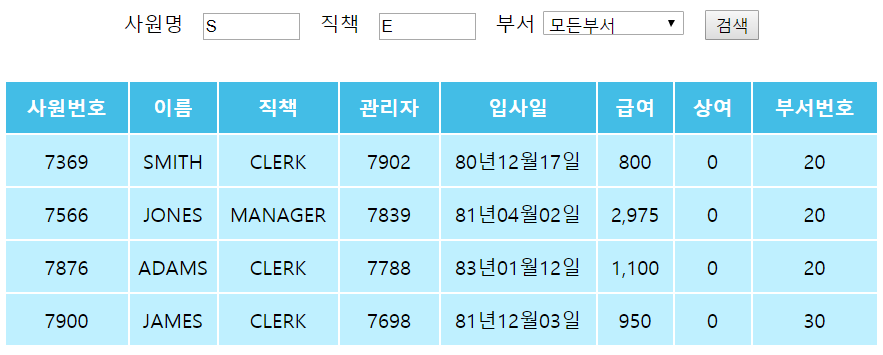 사원명 S 직책 E 부서 모든부서 ▼ 검색
사원번호 이름 직책 관리자 입사일 급여 상여 부서번호
7369 SMITH CLERK 7902 80년12월17일 800 0 20
7566 JONES MANAGER 7839 81년04월02일 2,975 0 20
7876 ADAMS CLERK 7788 83년01월12일 1,100 0 20
7900 JAMES CLERK 7698 81년12월03일 950 0 30